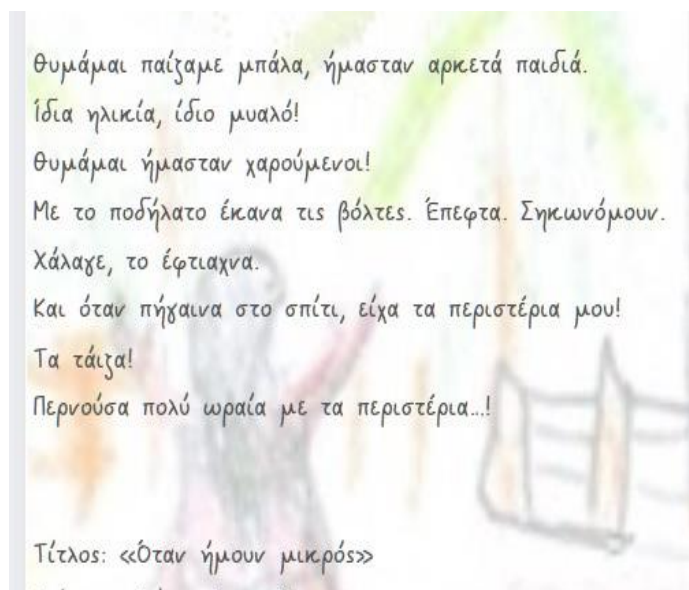 θυμάμαι παίζαμε μπάλα, ήμασταν αρκετά παιδιά.
Ίδια ηλικία, ίδιο μυαλό!
θυμάμαι ήμασταν χαρούμενοι!
Με το ποδήλατο έκανα τις βόλτες. Έπεφτα. Σηκωνόμουν.
Χάλαγε, το έφτιαχνα.
Και όταν πήγαινα στο σπίτι, είχα τα περιστέρια μου!
Τα τάιζα!
Περνούσα πολύ ωραία με τα περιστέρια...!
Τίτλος: «Όταν ήμουν μικρός»